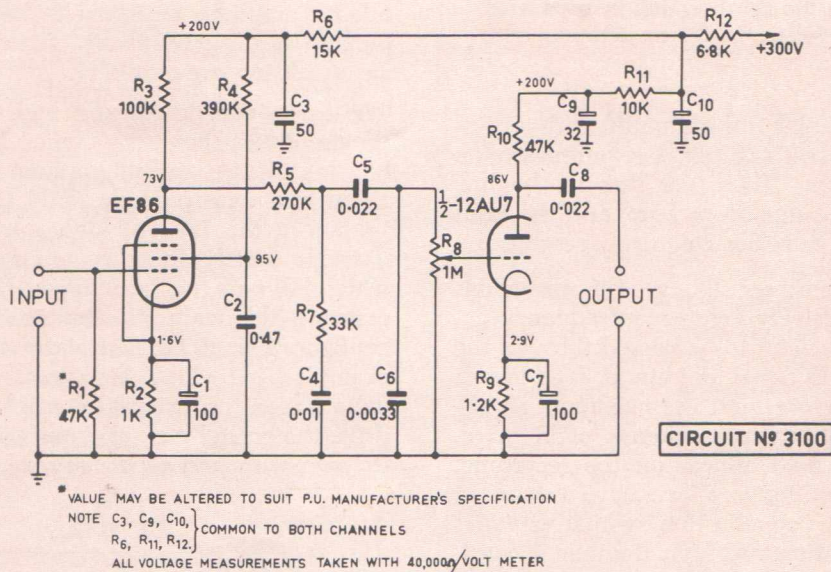 R6
15K
R12
6.8K
+300V
+200V
R3
100K
R4
390K
C3
50
+200V
R11
10K
C9
32
C10
50
R10
47K
73V
R5
270K
C5
0.022
86V
C8
0.022
EF86
½-12AU7
95V
R8
1M
INPUT
OUTPUT
C2
0.47
R7
33K
1.6V
2.9V
*
R1
47K
R2
1K
C1
100
C4
0.01
C6
0.0033
R9
1.2K
C7
100
CIRCUIT Nº 3100
* VALUE MAY BE ALTERED TO SUIT P.U. MANUFACTURER'S SPECIFICATION
NOTE C3, C9, C10, } COMMON TO BOTH CHANNELS
R6, R11, R12.
ALL VOLTAGE MEASUREMENTS TAKEN WITH 40,000Ω/VOLT METER